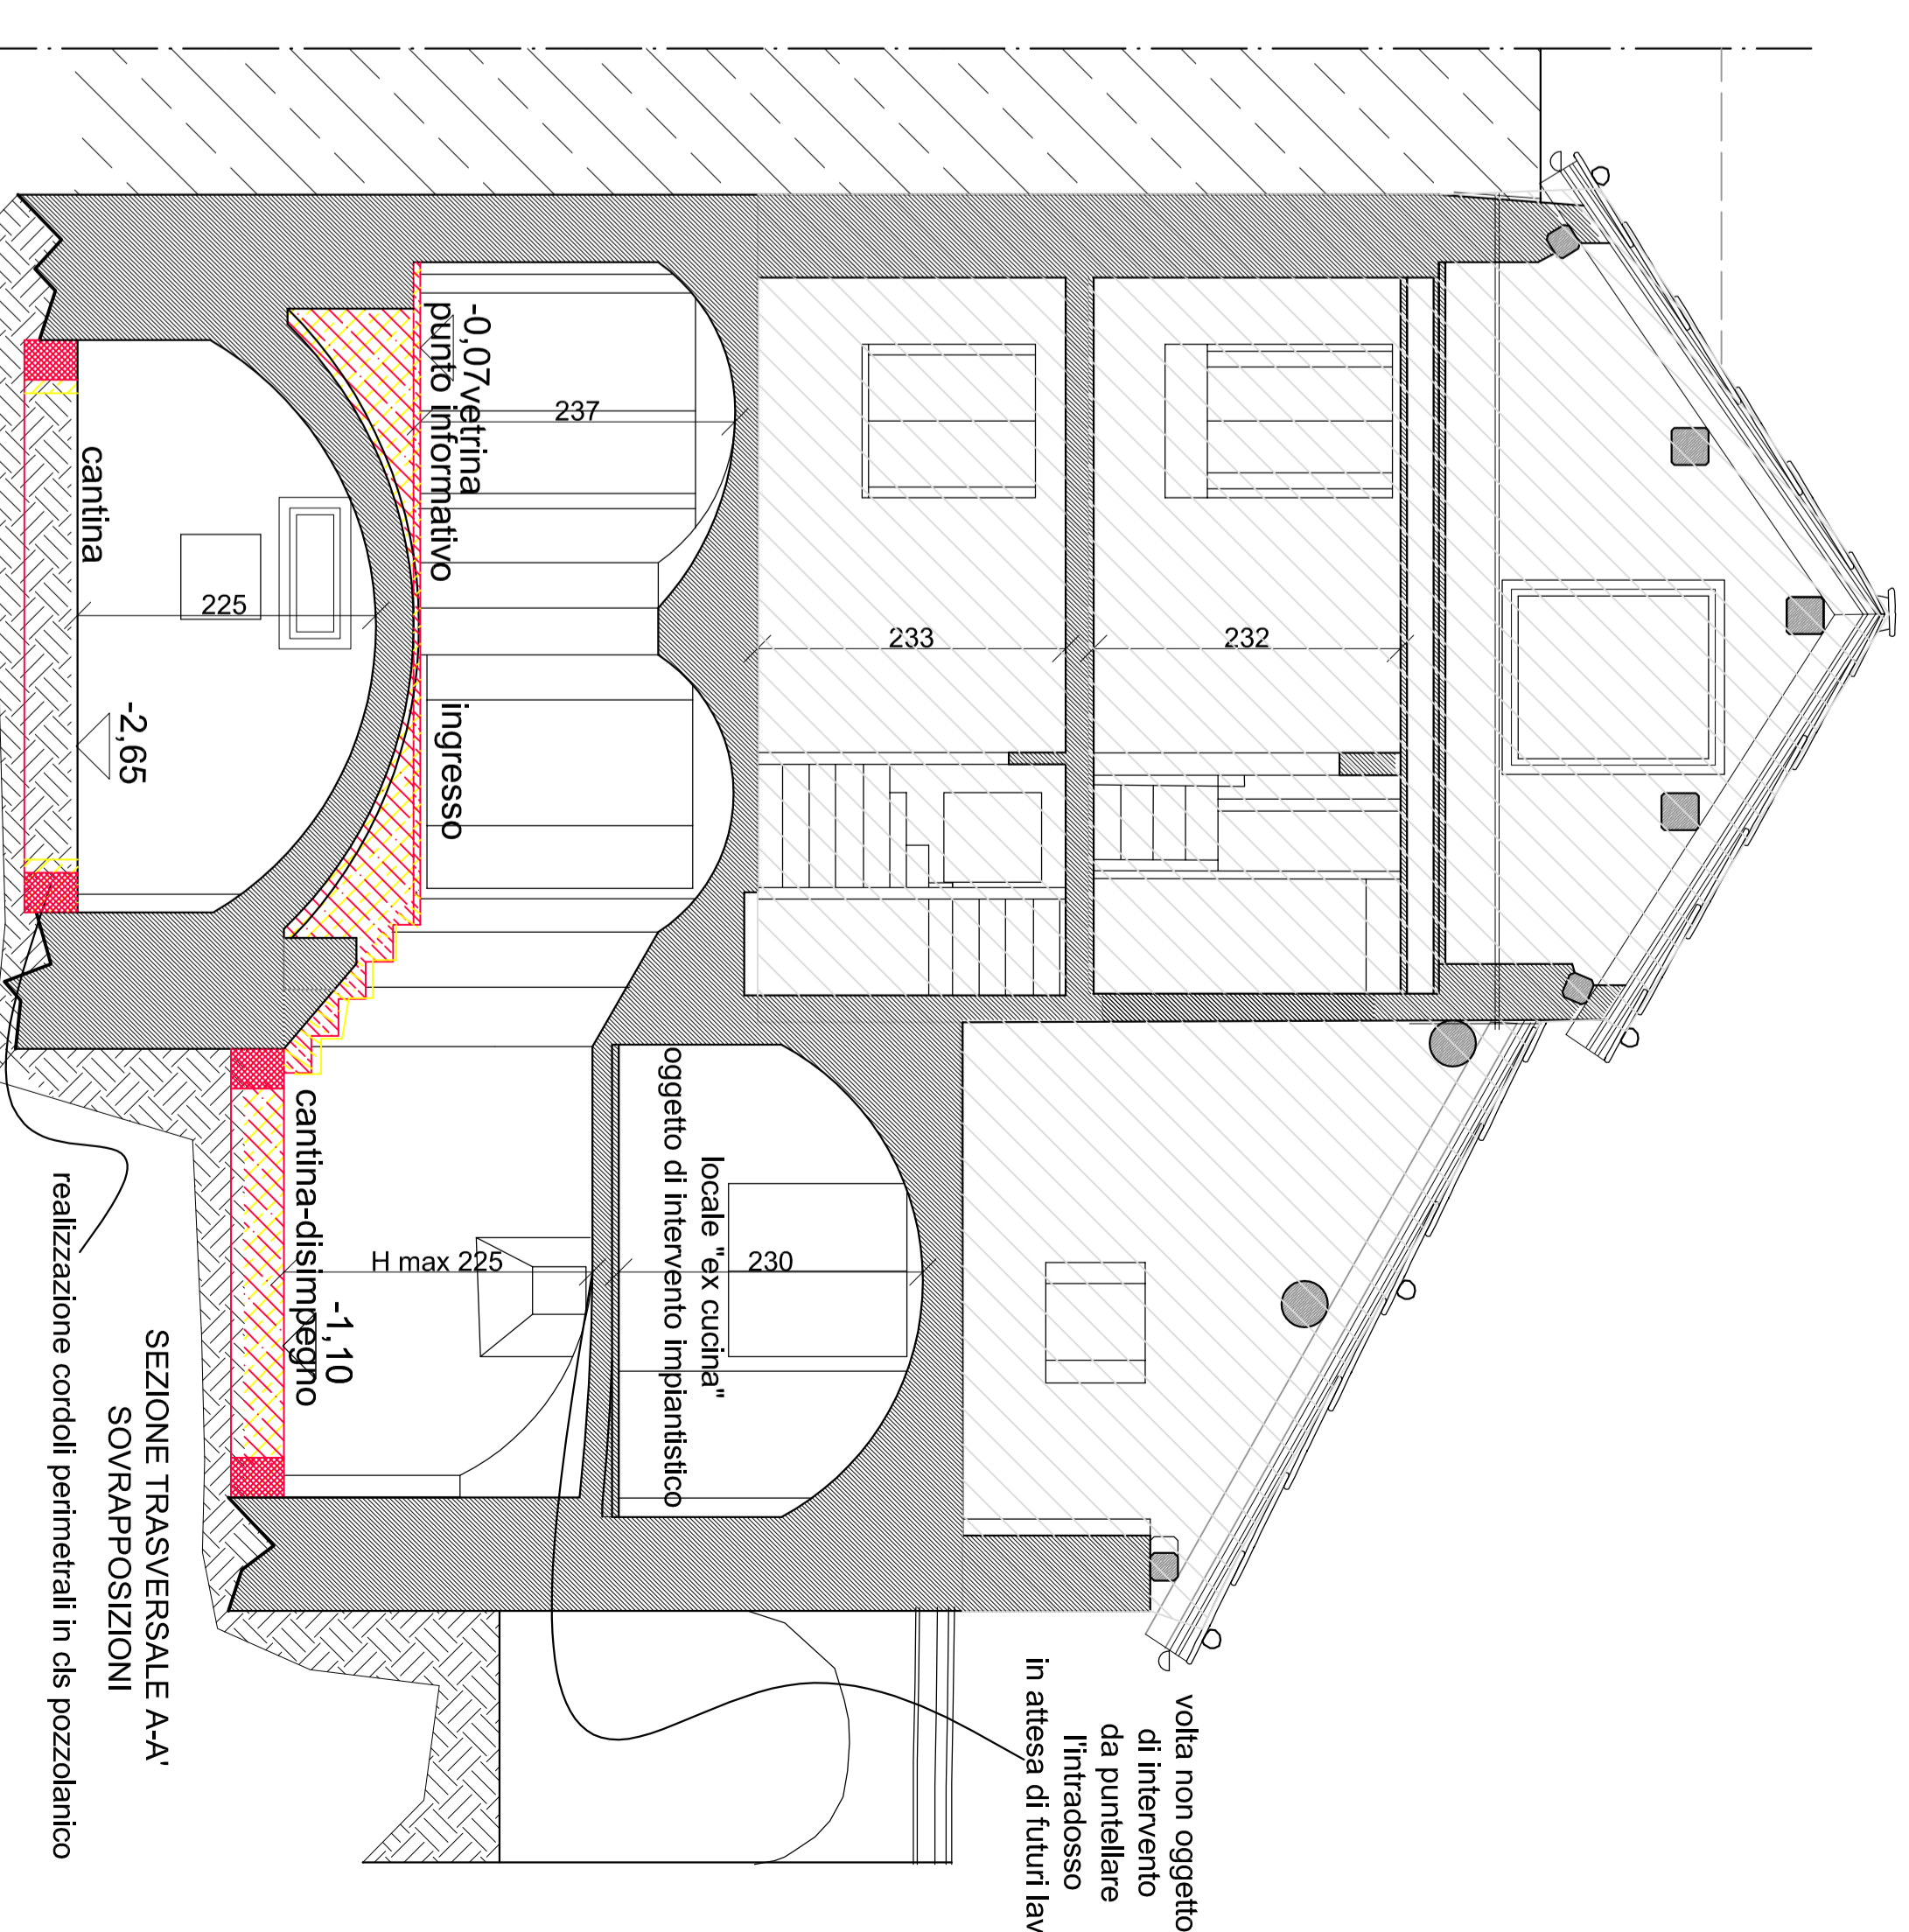 volta non oggetto
di intervento
da puntellare
l'intradosso
in attesa di futuri lav
232
233
237
-0,07
vetrina
punto informativo
ingresso
locale "ex cucina"
oggetto di intervento impiantistico
230
H max 225
-1,10
cantina-disimpegno
225
cantina
-2,65
SEZIONE TRASVERSALE A-A'
SOVRAPPOSIZIONI
realizzazione cordoli perimetrali in cls pozzolanico